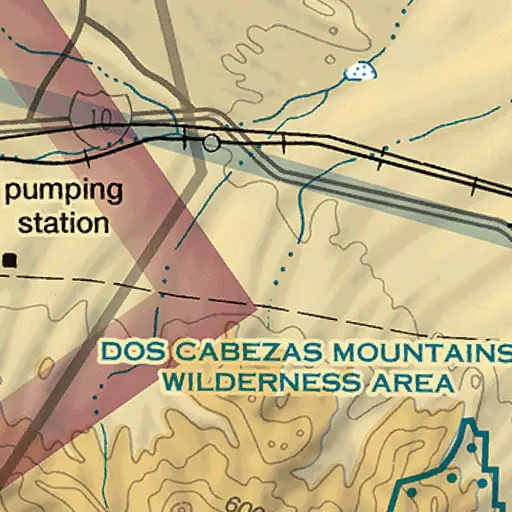 10
pumping
station
DOS CABEZAS MOUNTAINS
WILDERNESS AREA